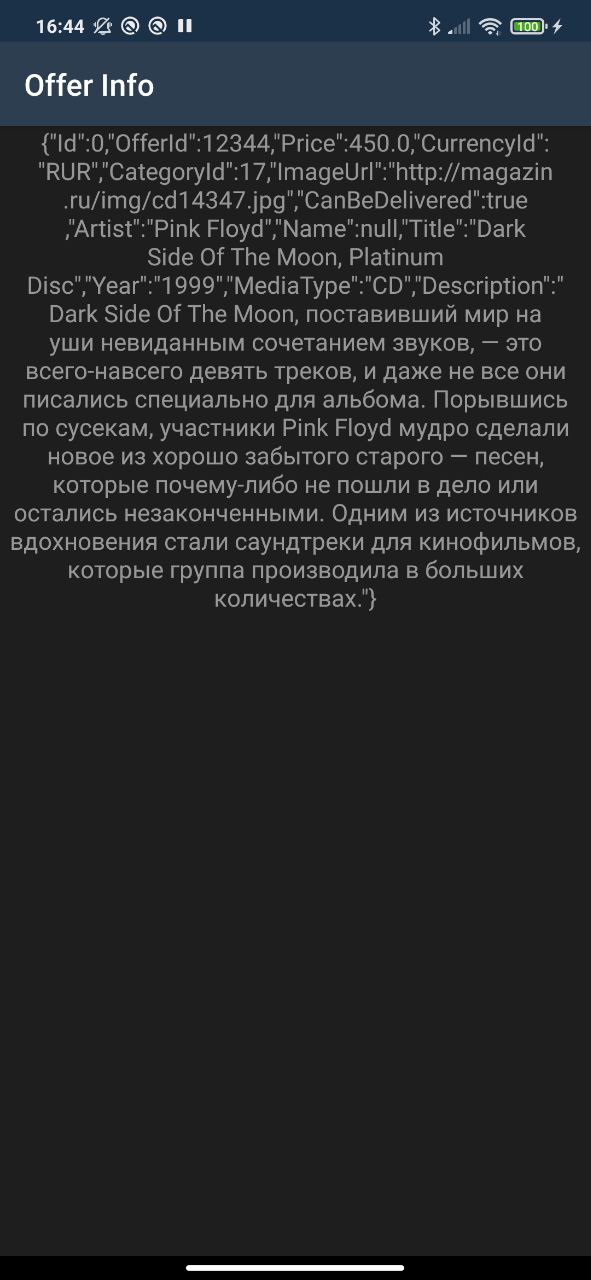 16:44
100
Offer Info
{"Id":0,"OfferId":12344,"Price":450.0,"CurrencyId":
"RUR","CategoryId":17,"ImageUrl":"http://magazin
.ru/img/cd14347.jpg","CanBeDelivered":true
,"Artist":"Pink Floyd","Name":null,"Title":"Dark
Side Of The Moon, Platinum
Disc","Year":"1999","MediaType":"CD","Description":"
Dark Side Of The Moon, поставивший мир на
уши невиданным сочетанием звуков, — это
всего-навсего девять треков, и даже не все они
писались специально для альбома. Порывшись
по сусекам, участники Pink Floyd мудро сделали
новое из хорошо забытого старого — песен,
которые почему-либо не пошли в дело или
остались незаконченными. Одним из источников
вдохновения стали саундтреки для кинофильмов,
которые группа производила в больших
количествах."}